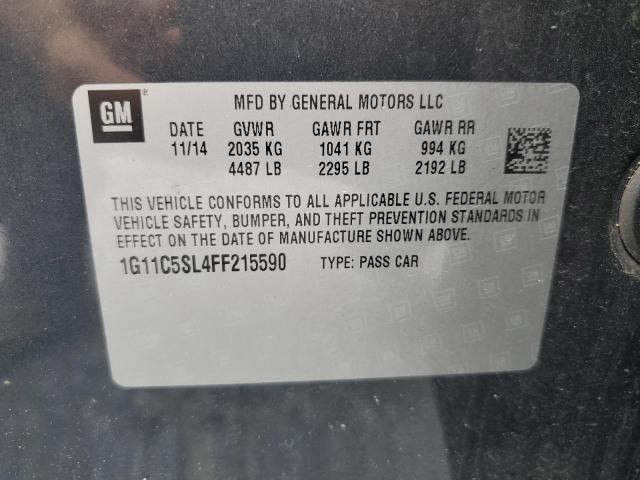 GM ®
MFD BY GENERAL MOTORS LLC
DATE GVWR GAWR FRT GAWR RR
11/14 2035 KG 1041 KG 994 KG
4487 LB 2295 LB 2192 LB
THIS VEHICLE CONFORMS TO ALL APPLICABLE U.S. FEDERAL MOTOR
VEHICLE SAFETY, BUMPER, AND THEFT PREVENTION STANDARDS IN
EFFECT ON THE DATE OF MANUFACTURE SHOWN ABOVE.
1G11C5SL4FF215590 TYPE: PASS CAR